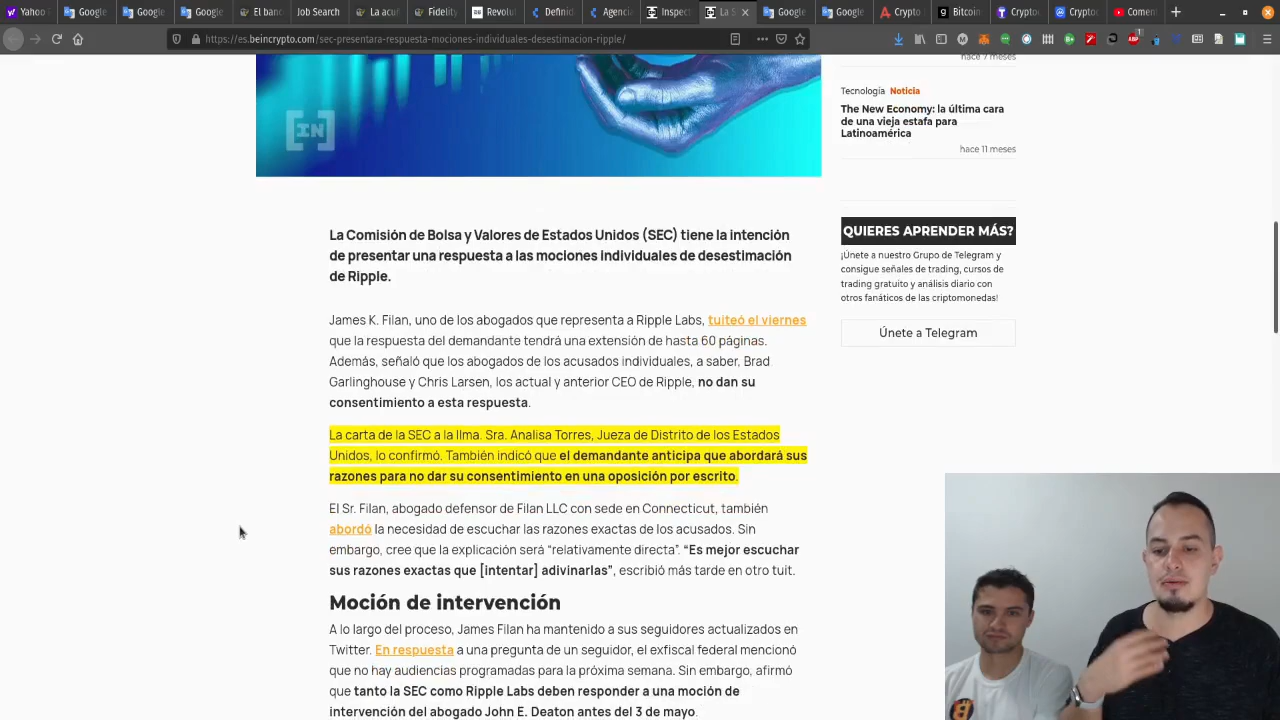 Yahoo
Google
Google
Google
El banc
Job Search
La acu
Fidelity
Revolut
Definid
Agencia
Inspect
La S
Google
Google
Crypto
Bitcoin
Crypto
Cryptoc
Coment
https://es.beincrypto.com/sec-presentara-respuesta-mociones-individuales-desestimacion-ripple/
IN
hace 7 meses
Tecnología Noticia
The New Economy: la última cara
de una vieja estafa para
Latinoamérica
hace 11 meses
QUIERES APRENDER MÁS?
¡Únete a nuestro Grupo de Telegram y
consigue señales de trading, cursos de
trading gratuito y análisis diario con
otros fanáticos de las criptomonedas!
Únete a Telegram
La Comisión de Bolsa y Valores de Estados Unidos (SEC) tiene la intención
de presentar una respuesta a las mociones individuales de desestimación
de Ripple.
James K. Filan, uno de los abogados que representa a Ripple Labs, tuiteó el viernes
que la respuesta del demandante tendrá una extensión de hasta 60 páginas.
Además, señaló que los abogados de los acusados individuales, a saber, Brad
Garlinghouse y Chris Larsen, los actual y anterior CEO de Ripple, no dan su
consentimiento a esta respuesta.
La carta de la SEC a la Ilma. Sra. Analisa Torres, Jueza de Distrito de los Estados
Unidos, lo confirmó. También indicó que el demandante anticipa que abordará sus
razones para no dar su consentimiento en una oposición por escrito.
El Sr. Filan, abogado defensor de Filan LLC con sede en Connecticut, también
abordó la necesidad de escuchar las razones exactas de los acusados. Sin
embargo, cree que la explicación será “relativamente directa”. “Es mejor escuchar
sus razones exactas que [intentar] adivinarlas”, escribió más tarde en otro tuit.
Moción de intervención
A lo largo del proceso, James Filan ha mantenido a sus seguidores actualizados en
Twitter. En respuesta a una pregunta de un seguidor, el exfiscal federal mencionó
que no hay audiencias programadas para la próxima semana. Sin embargo, afirmó
que tanto la SEC como Ripple Labs deben responder a una moción de
intervención del abogado John E. Deaton antes del 3 de mayo.